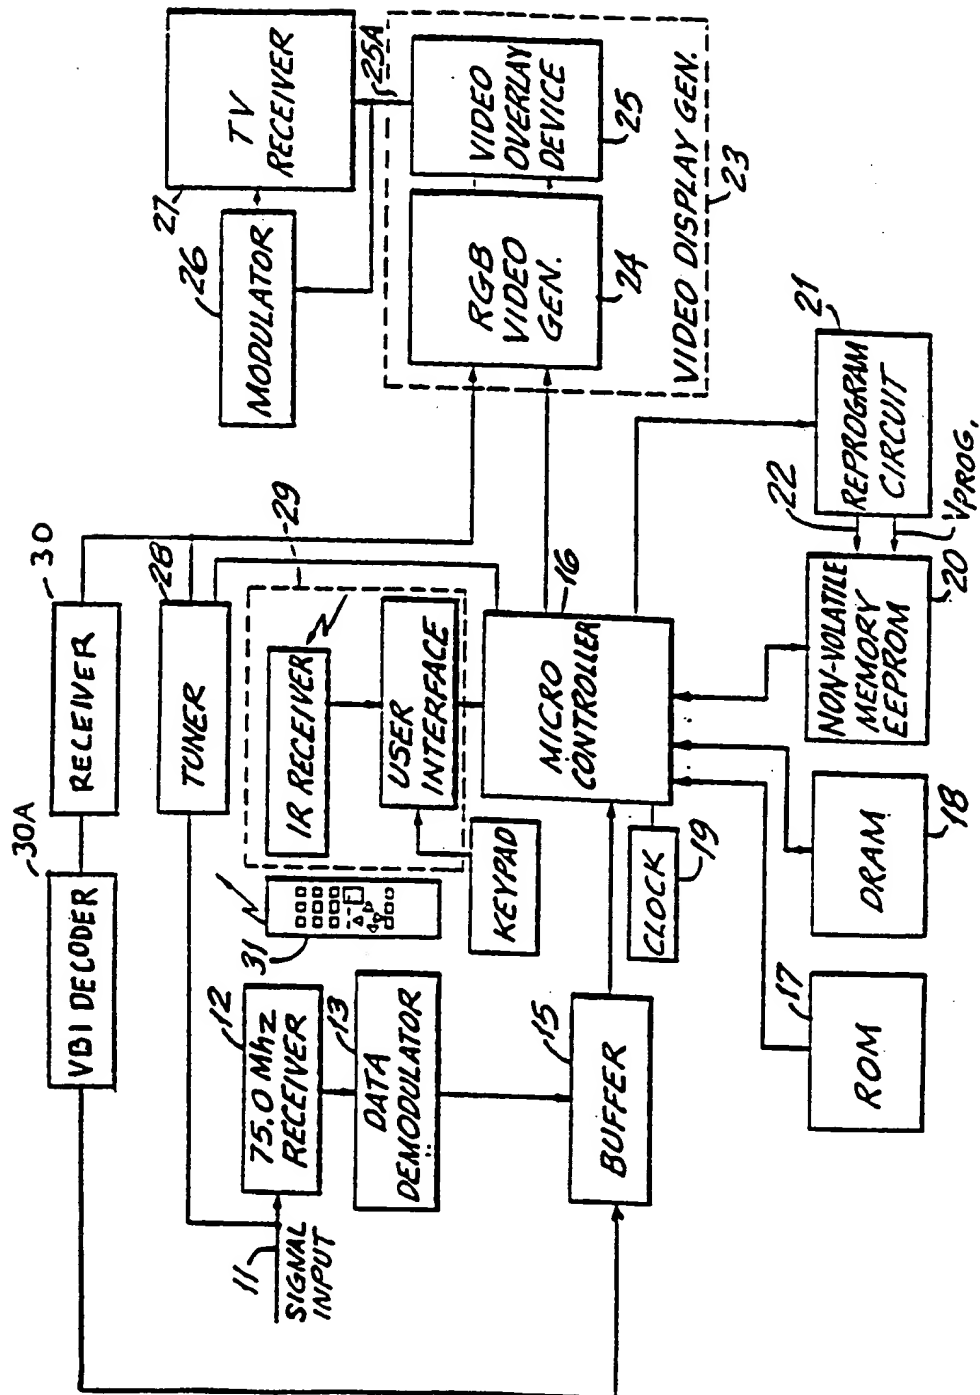 30A
VBI DECODER
30
RECEIVER
28
TUNER
29
IR RECEIVER
USER
INTERFACE
31
KEYPAD
11
SIGNAL
INPUT
12
75.0 Mhz
RECEIVER
13
DATA
DEMODULATOR
15
BUFFER
16
MICRO
CONTROLLER
CLOCK
19
17
ROM
DRAM
18
NON-VOLATILE
MEMORY
EEPROM
20
21
REPROGRAM
CIRCUIT
22
VPROG.
27
TV
RECEIVER
26
MODULATOR
25A
RGB
VIDEO
GEN.
24
VIDEO
OVERLAY
DEVICE
25
VIDEO DISPLAY GEN.
23